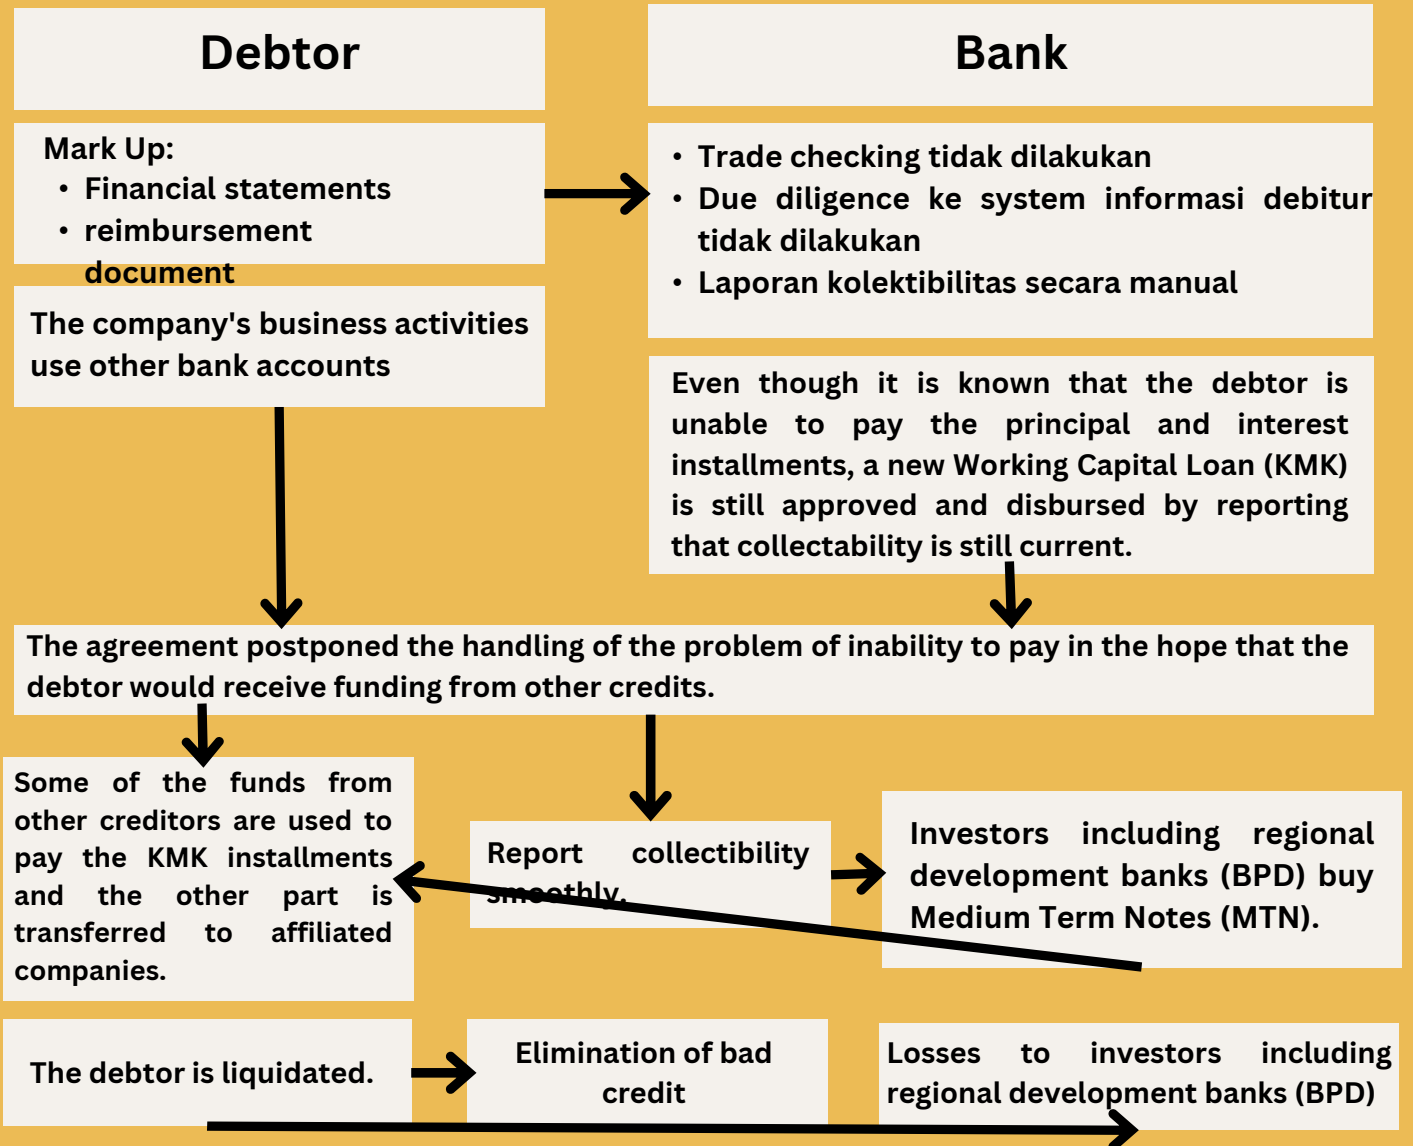 Debtor
Bank
Mark Up:
• Financial statements
• reimbursement
document
The company's business activities
use other bank accounts
• Trade checking tidak dilakukan
• Due diligence ke system informasi debitur
tidak dilakukan
• Laporan kolektibilitas secara manual
Even though it is known that the debtor is
unable to pay the principal and interest
installments, a new Working Capital Loan (KMK)
is still approved and disbursed by reporting
that collectability is still current.
The agreement postponed the handling of the problem of inability to pay in the hope that the
debtor would receive funding from other credits.
Some of the funds from
other creditors are used to
pay the KMK installments
and the other part is
transferred to affiliated
companies.
Report collectibility
smoothly.
Investors including regional
development banks (BPD) buy
Medium Term Notes (MTN).
The debtor is liquidated.
Elimination of bad
credit
Losses to investors including
regional development banks (BPD)